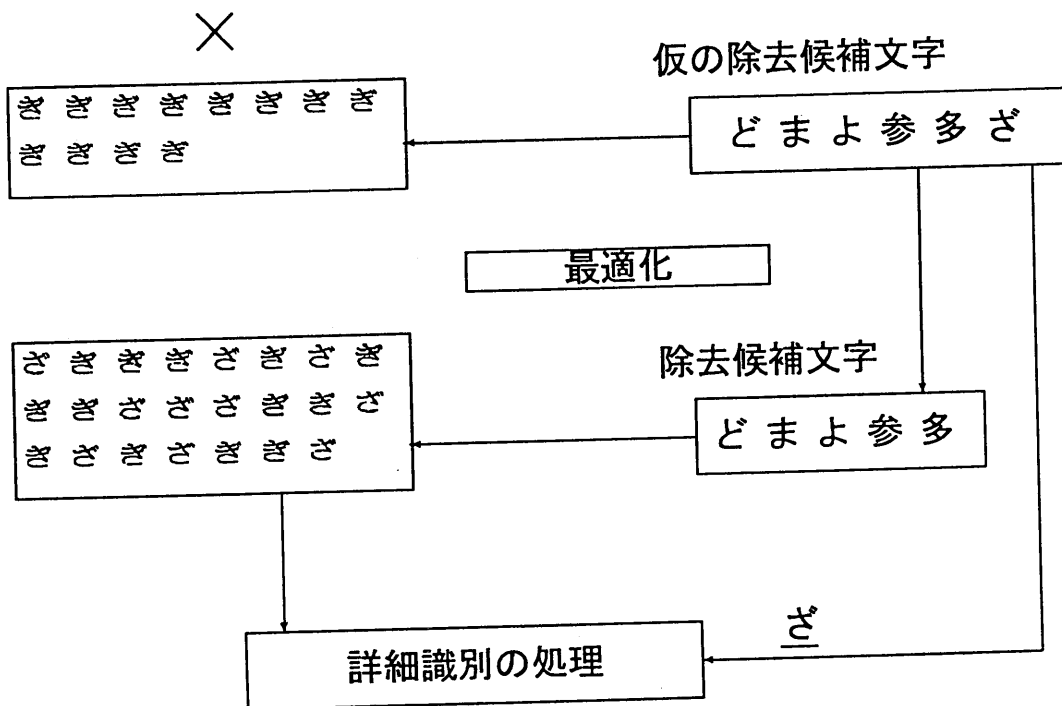 ×
仮の除去候補文字
ぎ ぎ ぎ ぎ ぎ ぎ ぎ ぎ
ぎ ぎ ぎ ぎ
ど ま よ 参 多 ざ
最適化
除去候補文字
ざ ぎ ぎ ぎ ざ ぎ ざ ぎ
ぎ ぎ ざ ざ ざ ぎ ぎ ざ
ぎ ざ ぎ ざ ぎ ぎ ざ
ど ま よ 参 多
ざ
詳細識別の処理